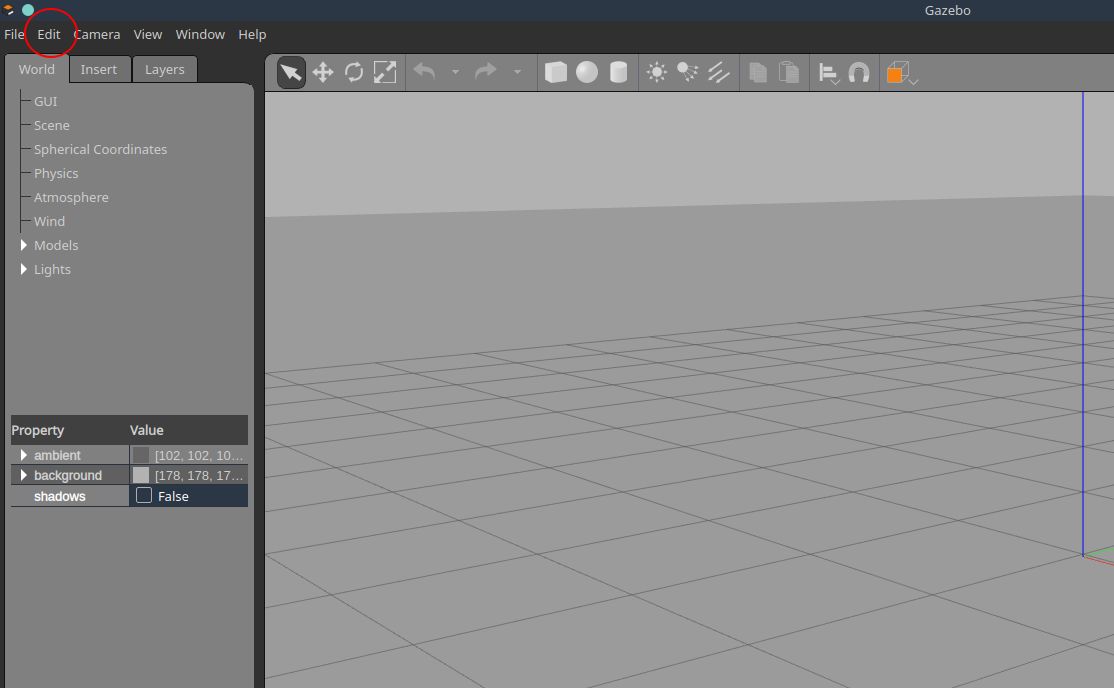 Gazebo
File Edit Camera View Window Help
World Insert Layers
GUI
Scene
Spherical Coordinates
Physics
Atmosphere
Wind
Models
Lights
Property Value
ambient [102, 102, 10...
background [178, 178, 17...
shadows False